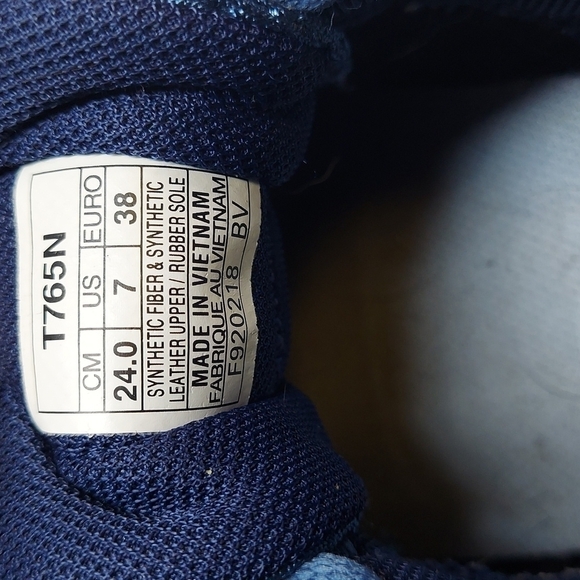 T765N
CM US EURO
24.0 7 38
SYNTHETIC FIBER & SYNTHETIC
LEATHER UPPER / RUBBER SOLE
MADE IN VIETNAM
FABRIQUE AU VIETNAM
F920218 BV